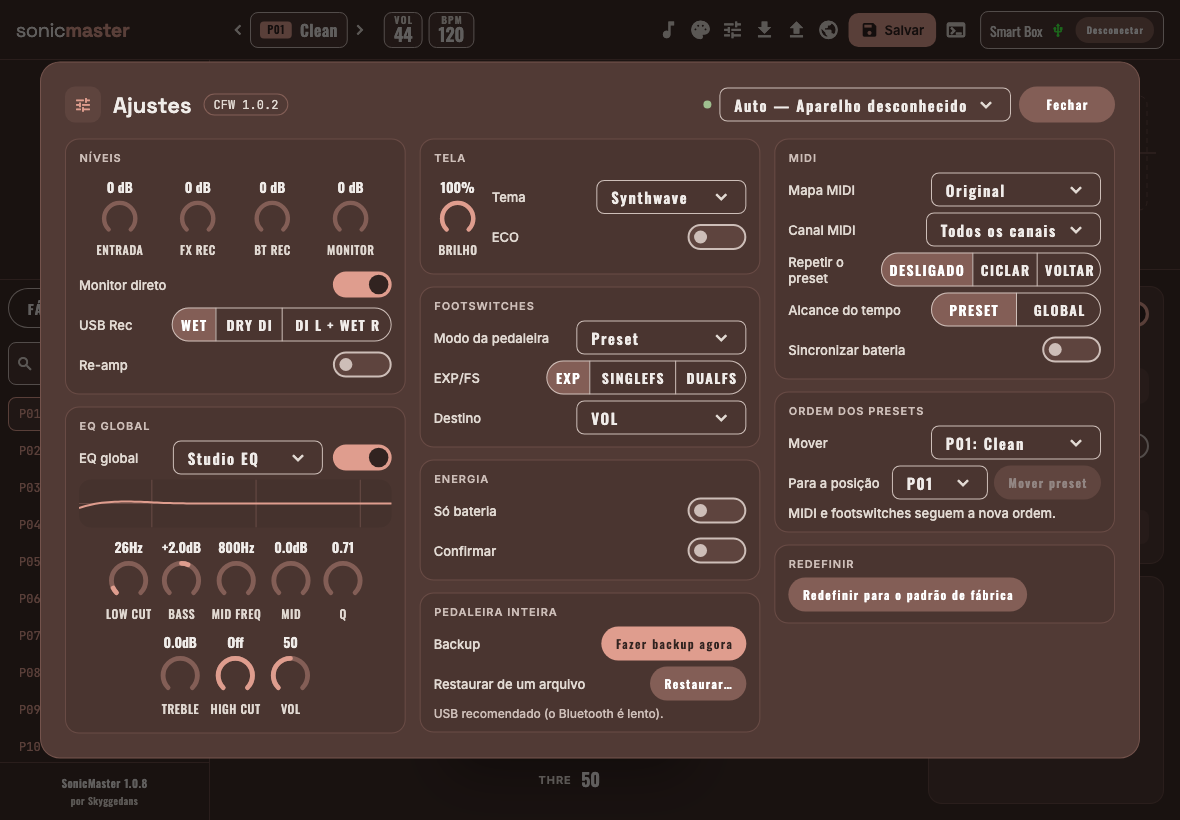 sonicmaster
P01 Clean
VOL
44
BPM
120
Salvar
Smart Box
Desconectar
Ajustes
CFW 1.0.2
Auto — Aparelho desconhecido
Fechar
NÍVEIS
0 dB 0 dB 0 dB 0 dB
ENTRADA FX REC BT REC MONITOR
Monitor direto
USB Rec WET DRY DI DI L + WET R
Re-amp
EQ GLOBAL
EQ global Studio EQ
26Hz +2.0dB 800Hz 0.0dB 0.71
LOW CUT BASS MID FREQ MID Q
0.0dB Off 50
TREBLE HIGH CUT VOL
TELA
100%
BRILHO
Tema Synthwave
ECO
FOOTSWITCHES
Modo da pedaleira Preset
EXP/FS EXP SINGLEFS DUALFS
Destino VOL
ENERGIA
Só bateria
Confirmar
PEDALEIRA INTEIRA
Backup Fazer backup agora
Restaurar de um arquivo Restaurar…
USB recomendado (o Bluetooth é lento).
MIDI
Mapa MIDI Original
Canal MIDI Todos os canais
Repetir o
preset
DESLIGADO CICLAR VOLTAR
Alcance do tempo PRESET GLOBAL
Sincronizar bateria
ORDEM DOS PRESETS
Mover P01: Clean
Para a posição P01 Mover preset
MIDI e footswitches seguem a nova ordem.
REDEFINIR
Redefinir para o padrão de fábrica
P01
P02
P03
P04
P05
P06
P07
P08
P09
P10
SonicMaster 1.0.8
por Skyggedans
THRE 50